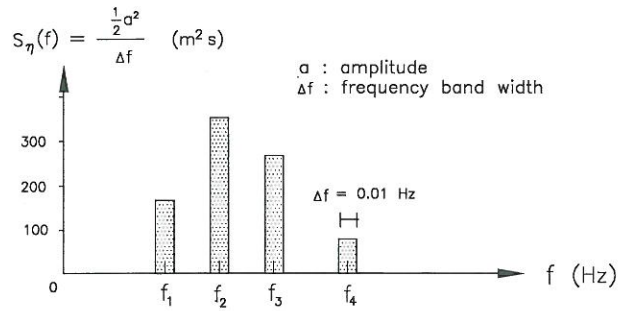 S_η(f) = ½a² / Δf (m² s)
a : amplitude
Δf : frequency band width
300
200
100
Δf = 0.01 Hz
0
f₁ f₂ f₃ f₄
f (Hz)